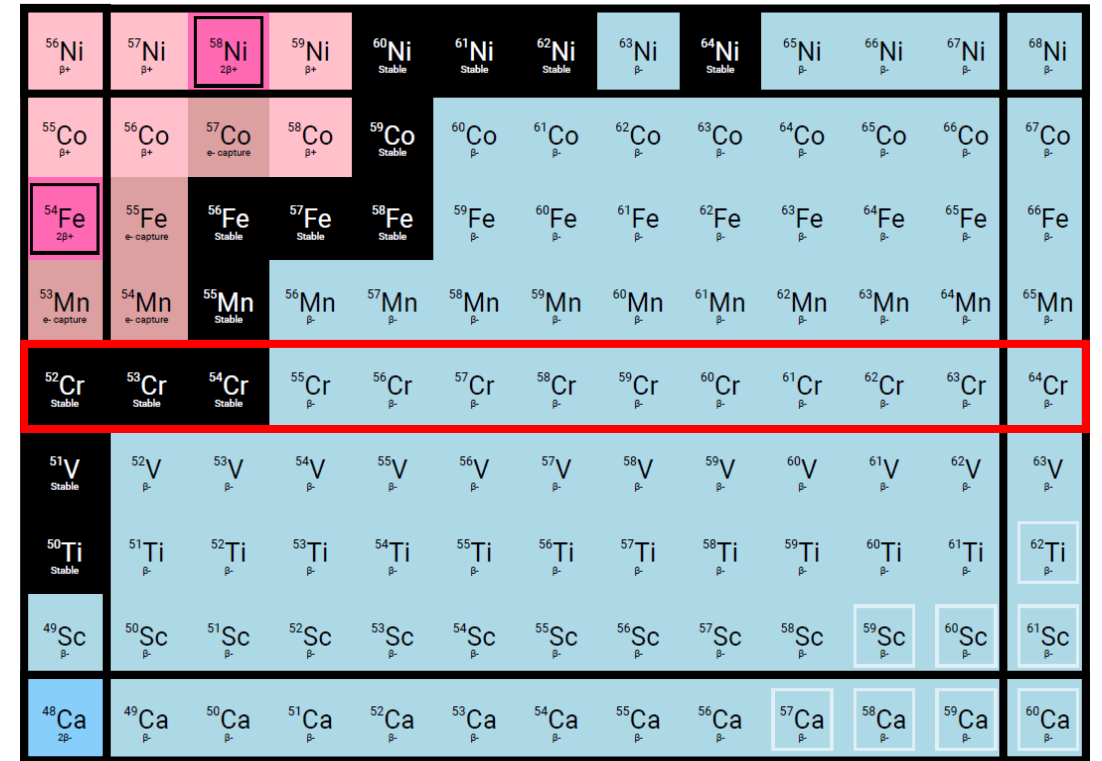 ⁵⁶Ni ⁵⁷Ni ⁵⁸Ni ⁵⁹Ni ⁶⁰Ni ⁶¹Ni ⁶²Ni ⁶³Ni ⁶⁴Ni ⁶⁵Ni ⁶⁶Ni ⁶⁷Ni ⁶⁸Ni
β+ β+ 2β+ β+ Stable Stable Stable β- Stable β- β- β- β-
⁵⁵Co ⁵⁶Co ⁵⁷Co ⁵⁸Co ⁵⁹Co ⁶⁰Co ⁶¹Co ⁶²Co ⁶³Co ⁶⁴Co ⁶⁵Co ⁶⁶Co ⁶⁷Co
β+ β+ e- capture β+ Stable β- β- β- β- β- β- β- β-
⁵⁴Fe ⁵⁵Fe ⁵⁶Fe ⁵⁷Fe ⁵⁸Fe ⁵⁹Fe ⁶⁰Fe ⁶¹Fe ⁶²Fe ⁶³Fe ⁶⁴Fe ⁶⁵Fe ⁶⁶Fe
2β+ e- capture Stable Stable Stable β- β- β- β- β- β- β- β-
⁵³Mn ⁵⁴Mn ⁵⁵Mn ⁵⁶Mn ⁵⁷Mn ⁵⁸Mn ⁵⁹Mn ⁶⁰Mn ⁶¹Mn ⁶²Mn ⁶³Mn ⁶⁴Mn ⁶⁵Mn
e- capture e- capture Stable β- β- β- β- β- β- β- β- β- β-
⁵²Cr ⁵³Cr ⁵⁴Cr ⁵⁵Cr ⁵⁶Cr ⁵⁷Cr ⁵⁸Cr ⁵⁹Cr ⁶⁰Cr ⁶¹Cr ⁶²Cr ⁶³Cr ⁶⁴Cr
Stable Stable Stable β- β- β- β- β- β- β- β- β- β-
⁵¹V ⁵²V ⁵³V ⁵⁴V ⁵⁵V ⁵⁶V ⁵⁷V ⁵⁸V ⁵⁹V ⁶⁰V ⁶¹V ⁶²V ⁶³V
Stable β- β- β- β- β- β- β- β- β- β- β- β-
⁵⁰Ti ⁵¹Ti ⁵²Ti ⁵³Ti ⁵⁴Ti ⁵⁵Ti ⁵⁶Ti ⁵⁷Ti ⁵⁸Ti ⁵⁹Ti ⁶⁰Ti ⁶¹Ti ⁶²Ti
Stable β- β- β- β- β- β- β- β- β- β- β- β-
⁴⁹Sc ⁵⁰Sc ⁵¹Sc ⁵²Sc ⁵³Sc ⁵⁴Sc ⁵⁵Sc ⁵⁶Sc ⁵⁷Sc ⁵⁸Sc ⁵⁹Sc ⁶⁰Sc ⁶¹Sc
β- β- β- β- β- β- β- β- β- β- β- β- β-
⁴⁸Ca ⁴⁹Ca ⁵⁰Ca ⁵¹Ca ⁵²Ca ⁵³Ca ⁵⁴Ca ⁵⁵Ca ⁵⁶Ca ⁵⁷Ca ⁵⁸Ca ⁵⁹Ca ⁶⁰Ca
2β- β- β- β- β- β- β- β- β- β- β- β- β-